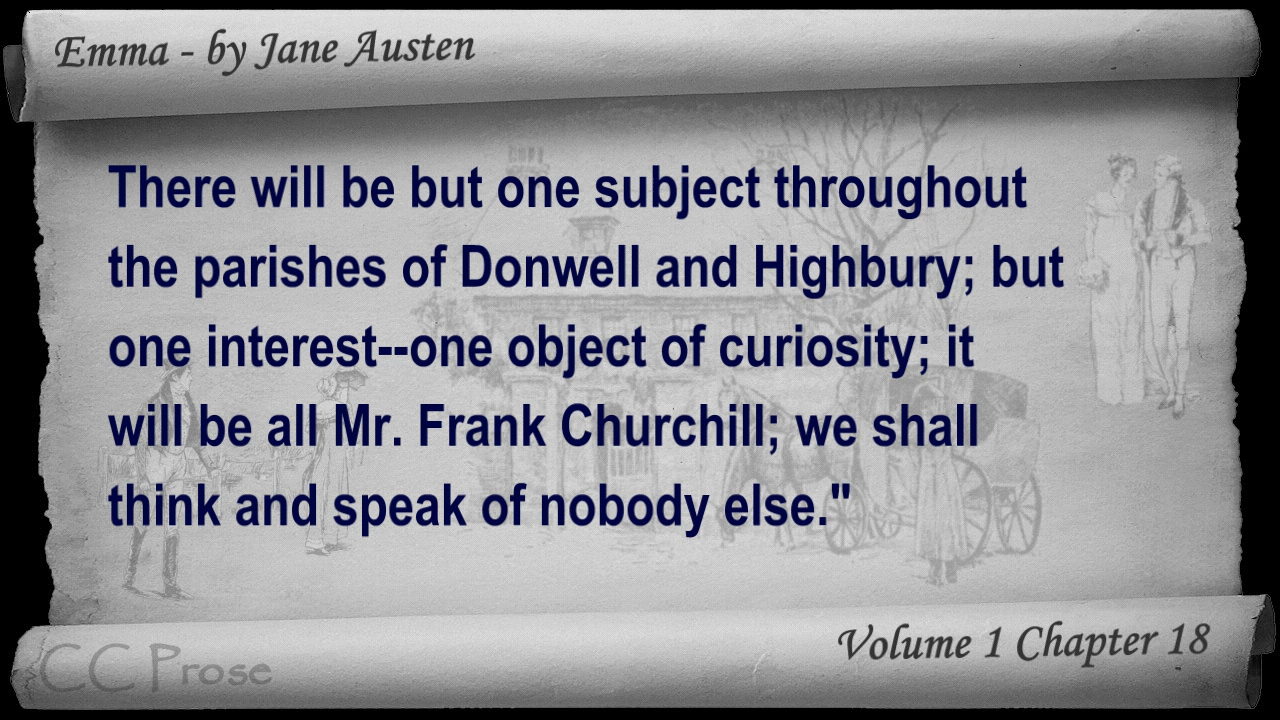 Emma - by Jane Austen
There will be but one subject throughout
the parishes of Donwell and Highbury; but
one interest--one object of curiosity; it
will be all Mr. Frank Churchill; we shall
think and speak of nobody else."
Volume 1 Chapter 18
CC Prose